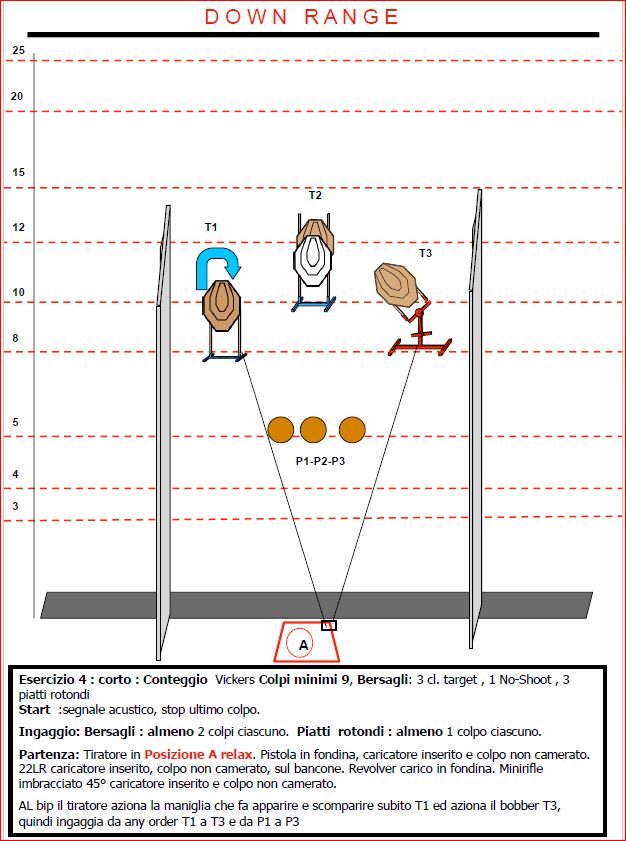 DOWN RANGE
25
20
15
T2
T1
12
T3
10
8
5
P1-P2-P3
4
3
A
Esercizio 4 : corto : Conteggio Vickers Colpi minimi 9, Bersagli: 3 cl. target , 1 No-Shoot , 3
piatti rotondi
Start :segnale acustico, stop ultimo colpo.
Ingaggio: Bersagli : almeno 2 colpi ciascuno. Piatti rotondi : almeno 1 colpo ciascuno.
Partenza: Tiratore in Posizione A relax. Pistola in fondina, caricatore inserito e colpo non camerato.
22LR caricatore inserito, colpo non camerato, sul bancone. Revolver carico in fondina. Minirifle
imbracciato 45° caricatore inserito e colpo non camerato.
AL bip il tiratore aziona la maniglia che fa apparire e scomparire subito T1 ed aziona il bobber T3,
quindi ingaggia da any order T1 a T3 e da P1 a P3